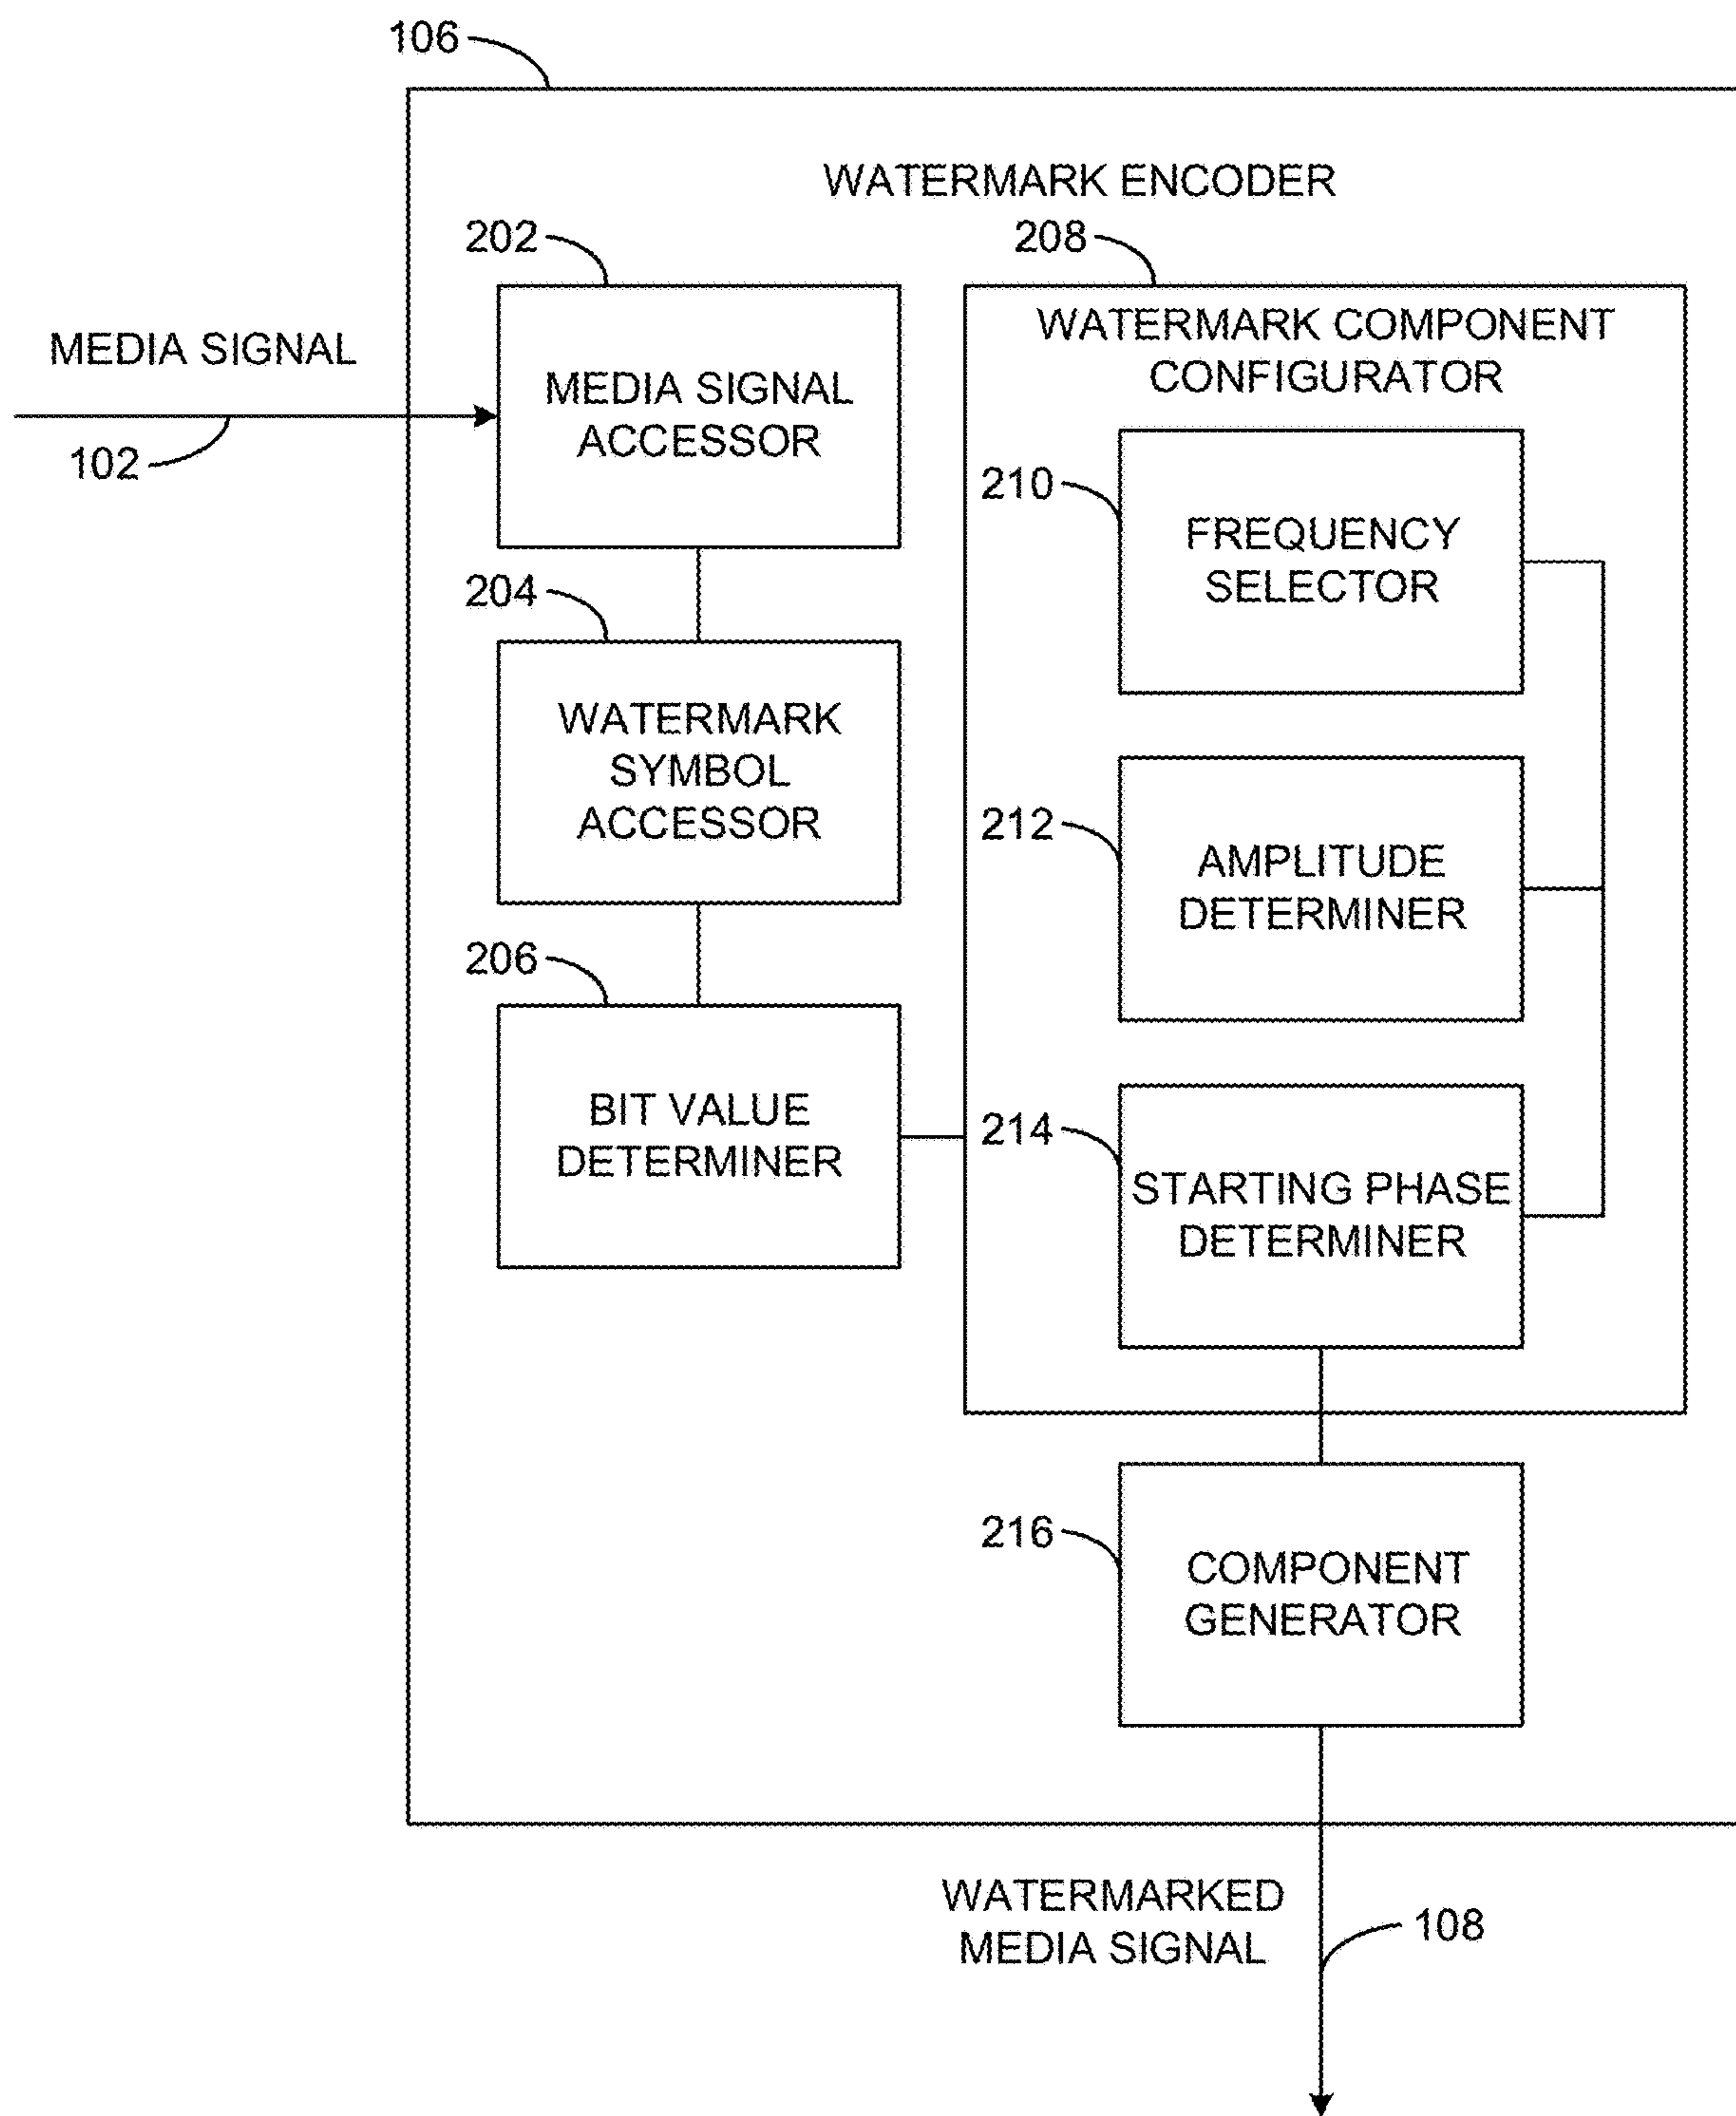 106
WATERMARK ENCODER
202
208
MEDIA SIGNAL
102
MEDIA SIGNAL
ACCESSOR
WATERMARK COMPONENT
CONFIGURATOR
210
FREQUENCY
SELECTOR
204
WATERMARK
SYMBOL
ACCESSOR
212
AMPLITUDE
DETERMINER
206
BIT VALUE
DETERMINER
214
STARTING PHASE
DETERMINER
216
COMPONENT
GENERATOR
WATERMARKED
MEDIA SIGNAL
108